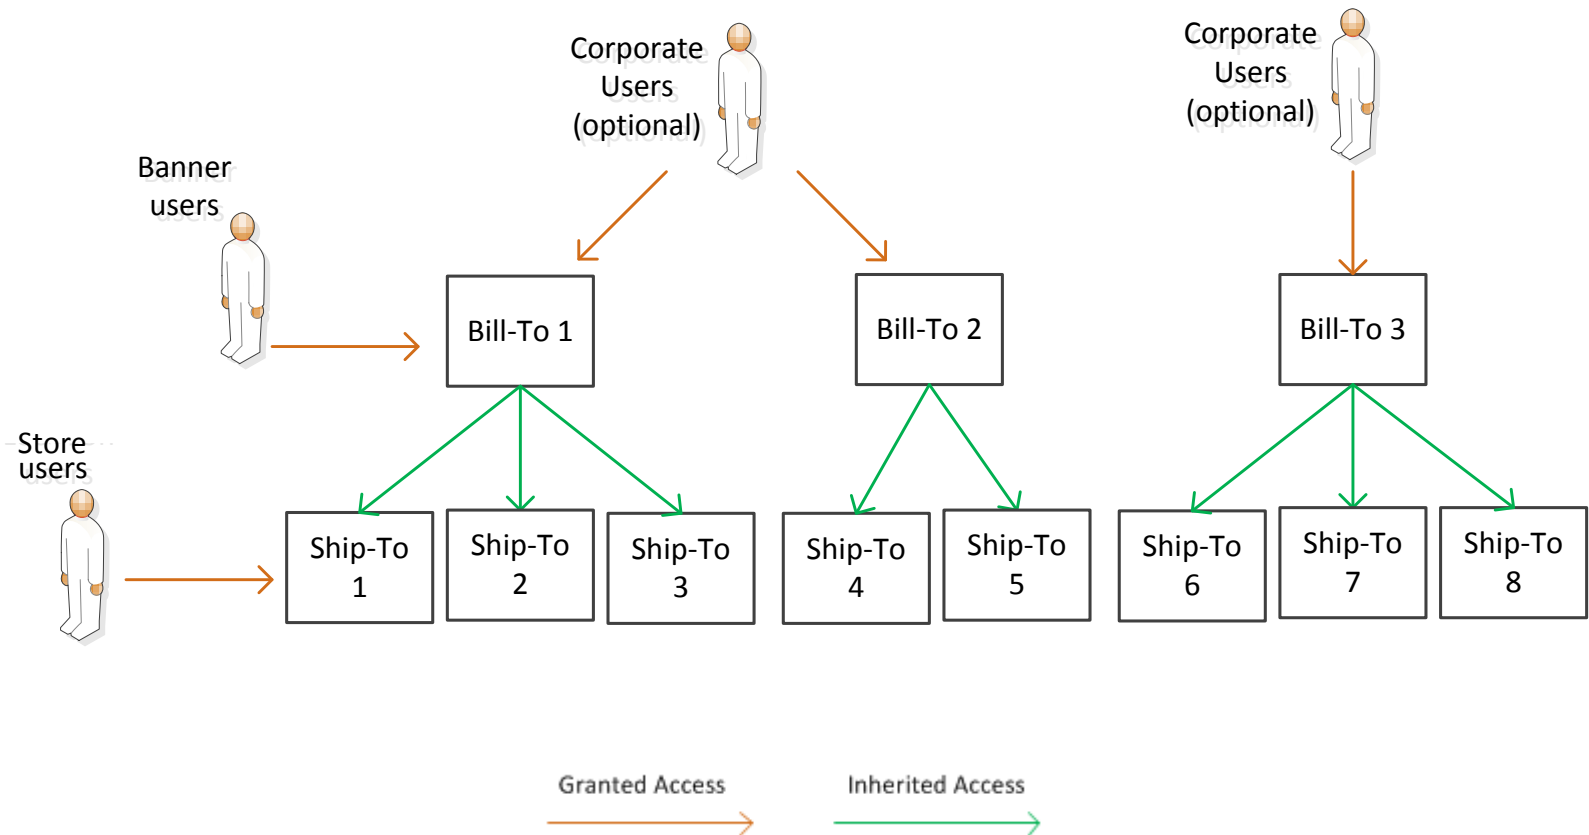 Corporate
Users
(optional)
Corporate
Users
(optional)
Banner
users
Bill-To 1
Bill-To 2
Bill-To 3
Store
users
Ship-To
1
Ship-To
2
Ship-To
3
Ship-To
4
Ship-To
5
Ship-To
6
Ship-To
7
Ship-To
8
Granted Access
Inherited Access